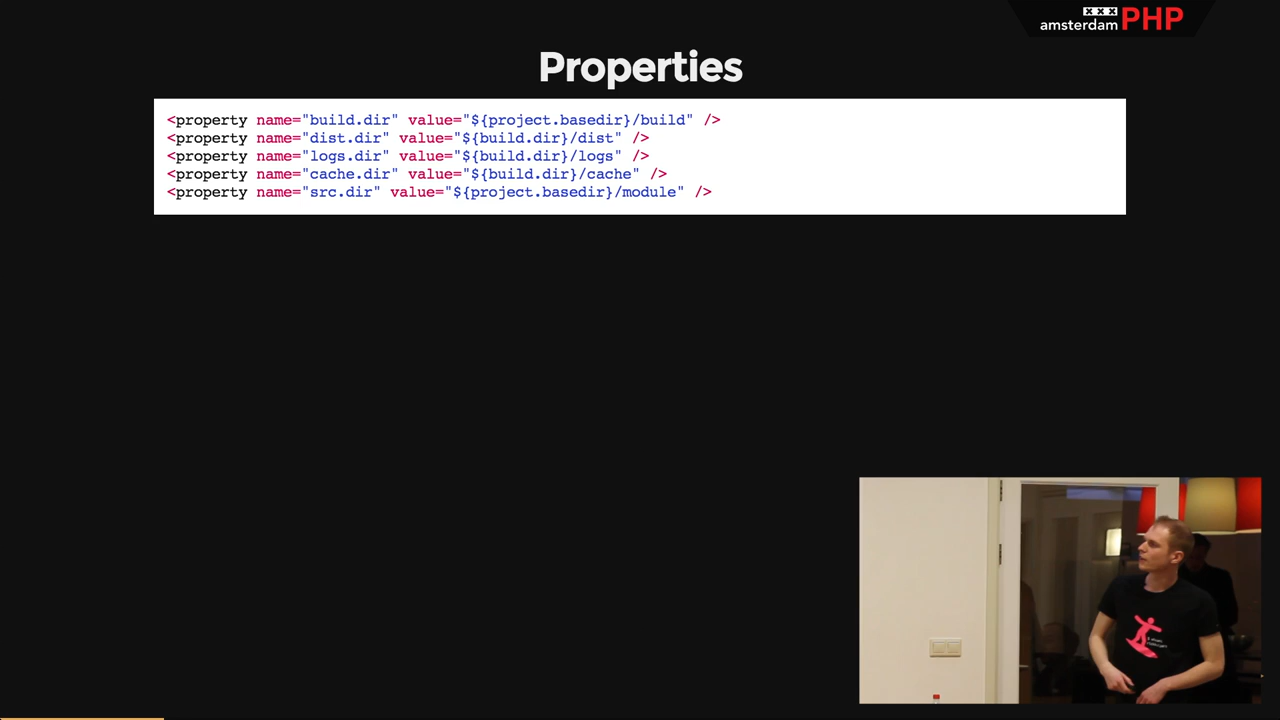 amsterdamPHP
Properties
<property name="build.dir" value="${project.basedir}/build" />
<property name="dist.dir" value="${build.dir}/dist" />
<property name="logs.dir" value="${build.dir}/logs" />
<property name="cache.dir" value="${build.dir}/cache" />
<property name="src.dir" value="${project.basedir}/module" />